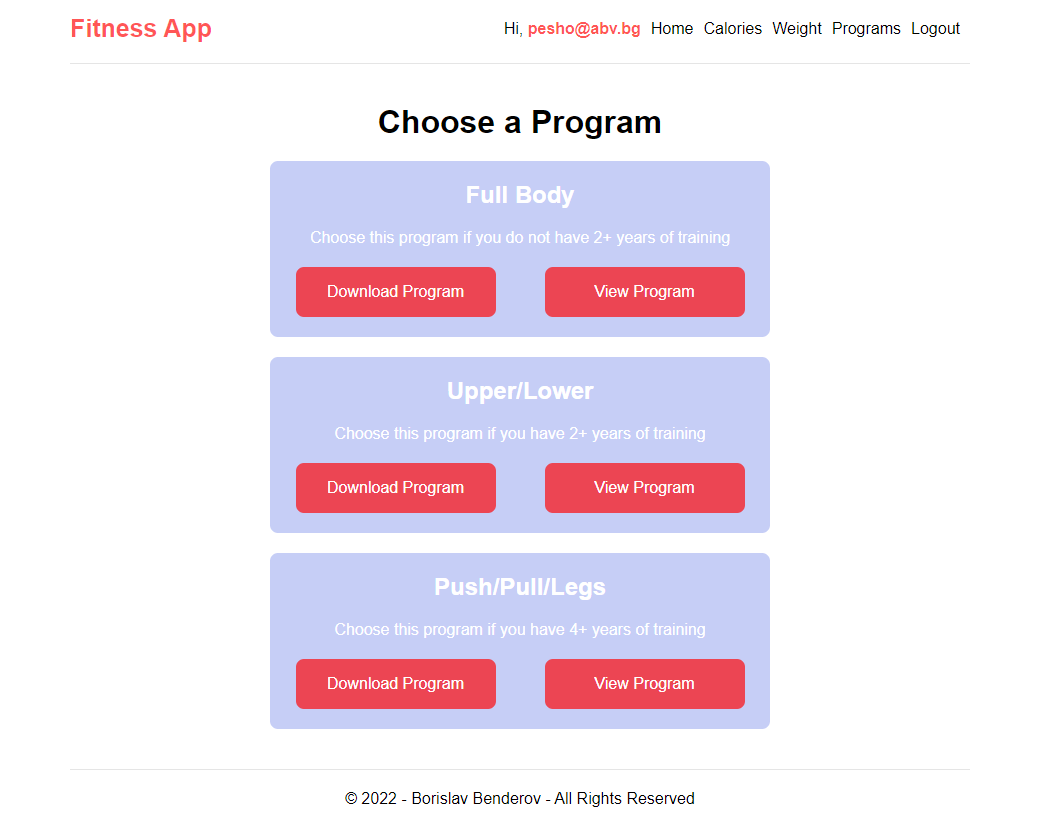 Fitness App
Hi, pesho@abv.bg Home Calories Weight Programs Logout
Choose a Program
Full Body
Choose this program if you do not have 2+ years of training
Download Program View Program
Upper/Lower
Choose this program if you have 2+ years of training
Download Program View Program
Push/Pull/Legs
Choose this program if you have 4+ years of training
Download Program View Program
© 2022 - Borislav Benderov - All Rights Reserved